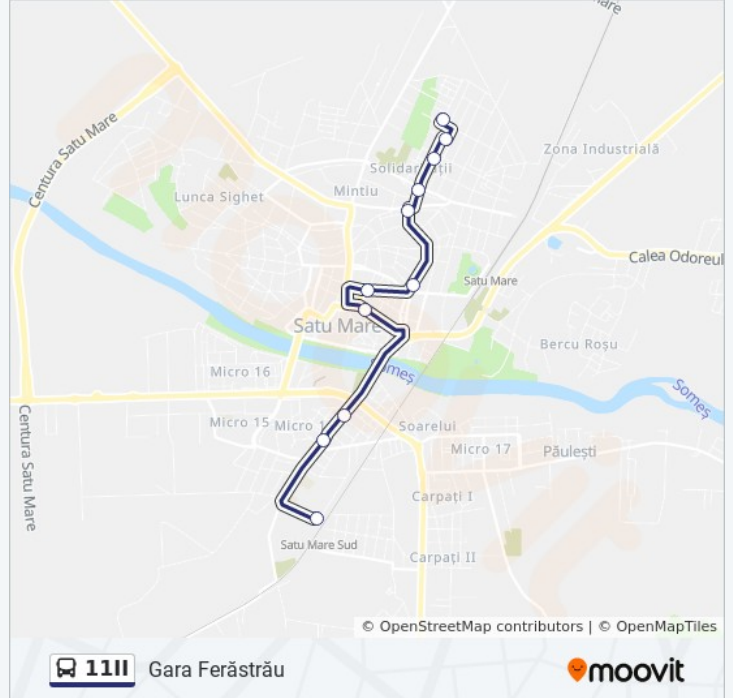 re
Centura Satu Mare
Solidarității
Zona Industrială
Mintiu
Lunca Sighet
Calea Odoreul
Satu Mare
Satu Mare
Bercu Roșu
Someș
Micro 16
Someș
Centura Satu Mare
Micro 15
Micro 1
Soarelui
Micro 17
Păulești
Carpați I
Satu Mare Sud
Carpați II
© OpenStreetMap contributors | © OpenMapTiles
11II Gara Ferăstrău
moovit